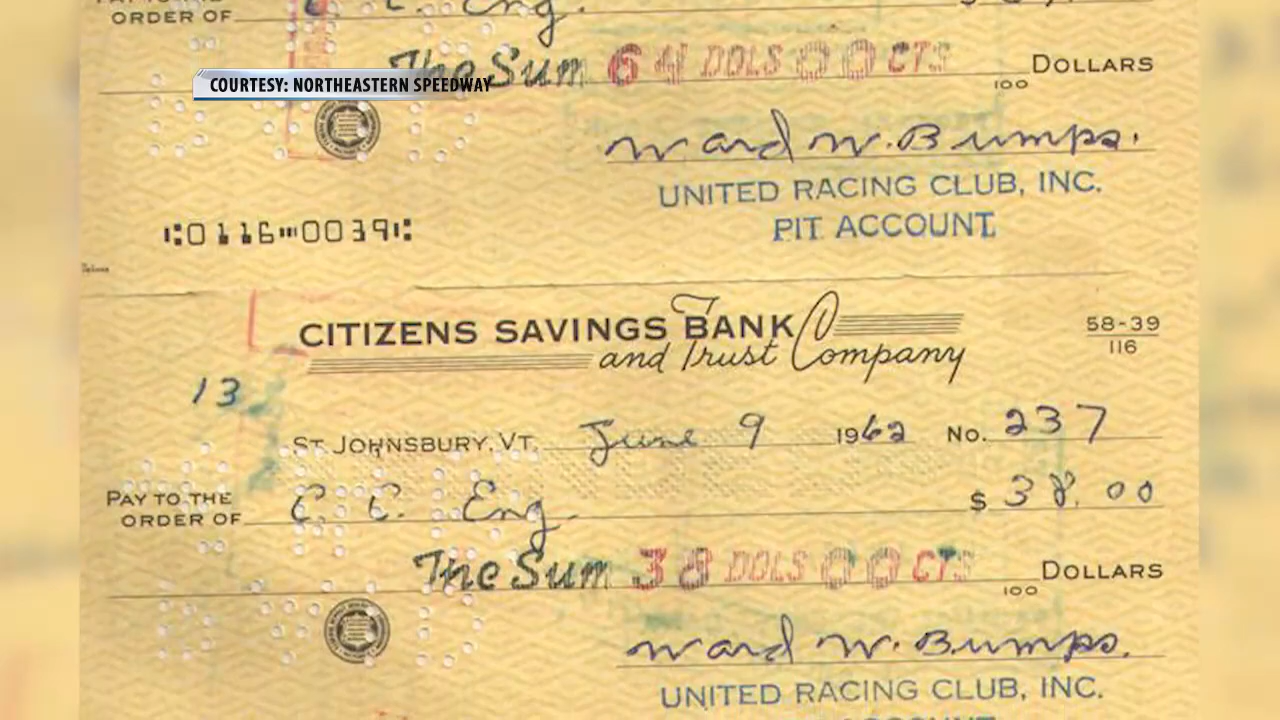 ORDER OF C. C. Eng.
The Sum 64 DOLS 00 CTS 100 DOLLARS
COURTESY: NORTHEASTERN SPEEDWAY
Ward W. Bumps.
UNITED RACING CLUB, INC.
PIT ACCOUNT
⑆0116⑈0039⑆
CITIZENS SAVINGS BANK
and Trust Company
58-39
116
13
ST. JOHNSBURY, VT. June 9 1962 No. 237
PAY TO THE
ORDER OF C. C. Eng. $ 38.00
The Sum 38 DOLS 00 CTS 100 DOLLARS
Ward W. Bumps.
UNITED RACING CLUB, INC.